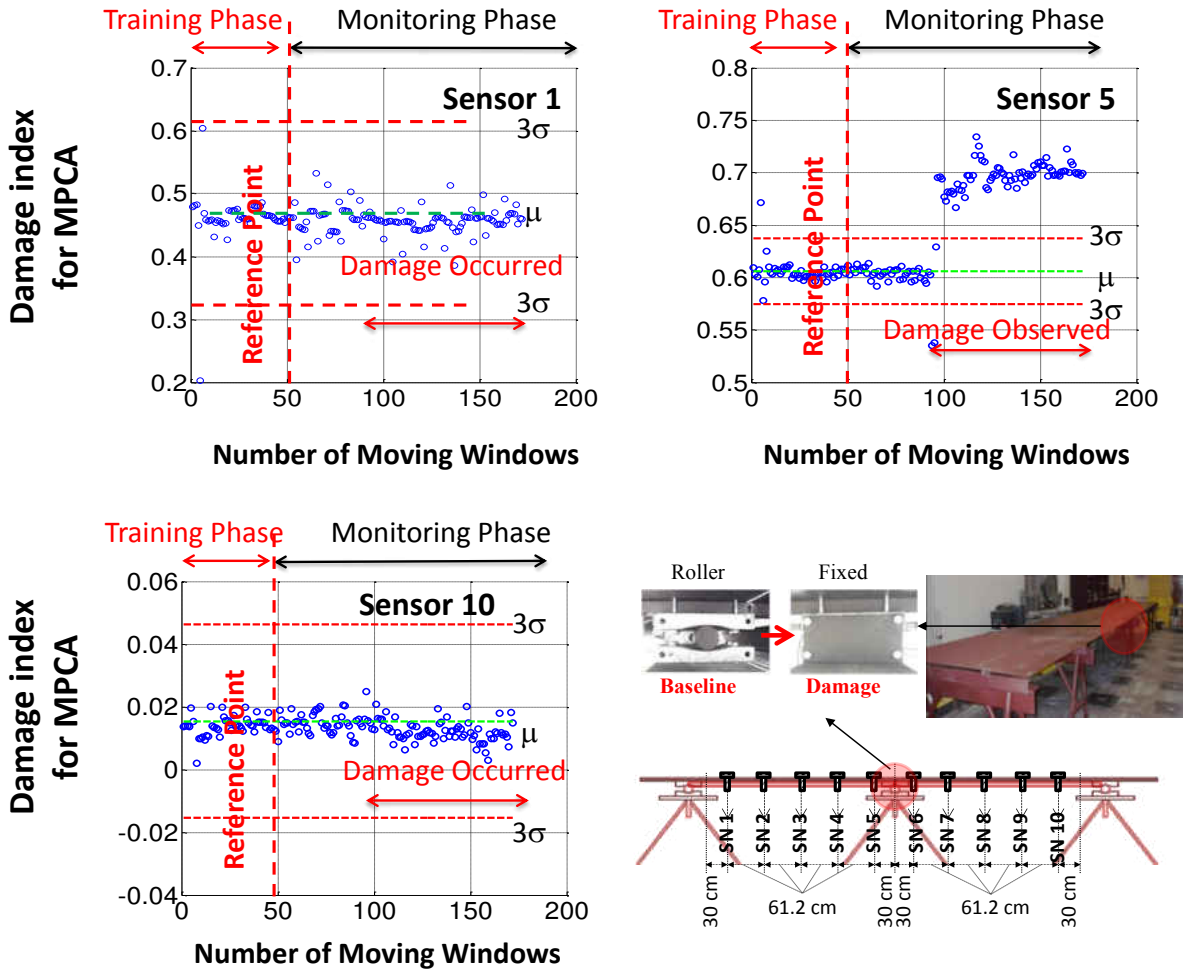 Training Phase
Monitoring Phase
Damage index
for MPCA
0.7
0.6
0.5
0.4
0.3
0.2
0
50
100
150
200
Sensor 1
3σ
μ
3σ
Reference Point
Damage Occurred
Number of Moving Windows
Training Phase
Monitoring Phase
0.8
0.75
0.7
0.65
0.6
0.55
0.5
0
50
100
150
200
Sensor 5
3σ
μ
3σ
Reference Point
Damage Observed
Number of Moving Windows
Training Phase
Monitoring Phase
Damage index
for MPCA
0.06
0.04
0.02
0
-0.02
-0.04
0
50
100
150
200
Sensor 10
3σ
μ
3σ
Reference Point
Damage Occurred
Number of Moving Windows
Roller
Fixed
Baseline
Damage
SN 1
SN 2
SN 3
SN 4
SN 5
SN 6
SN 7
SN 8
SN 9
SN 10
30 cm
61.2 cm
30 cm
30 cm
61.2 cm
30 cm